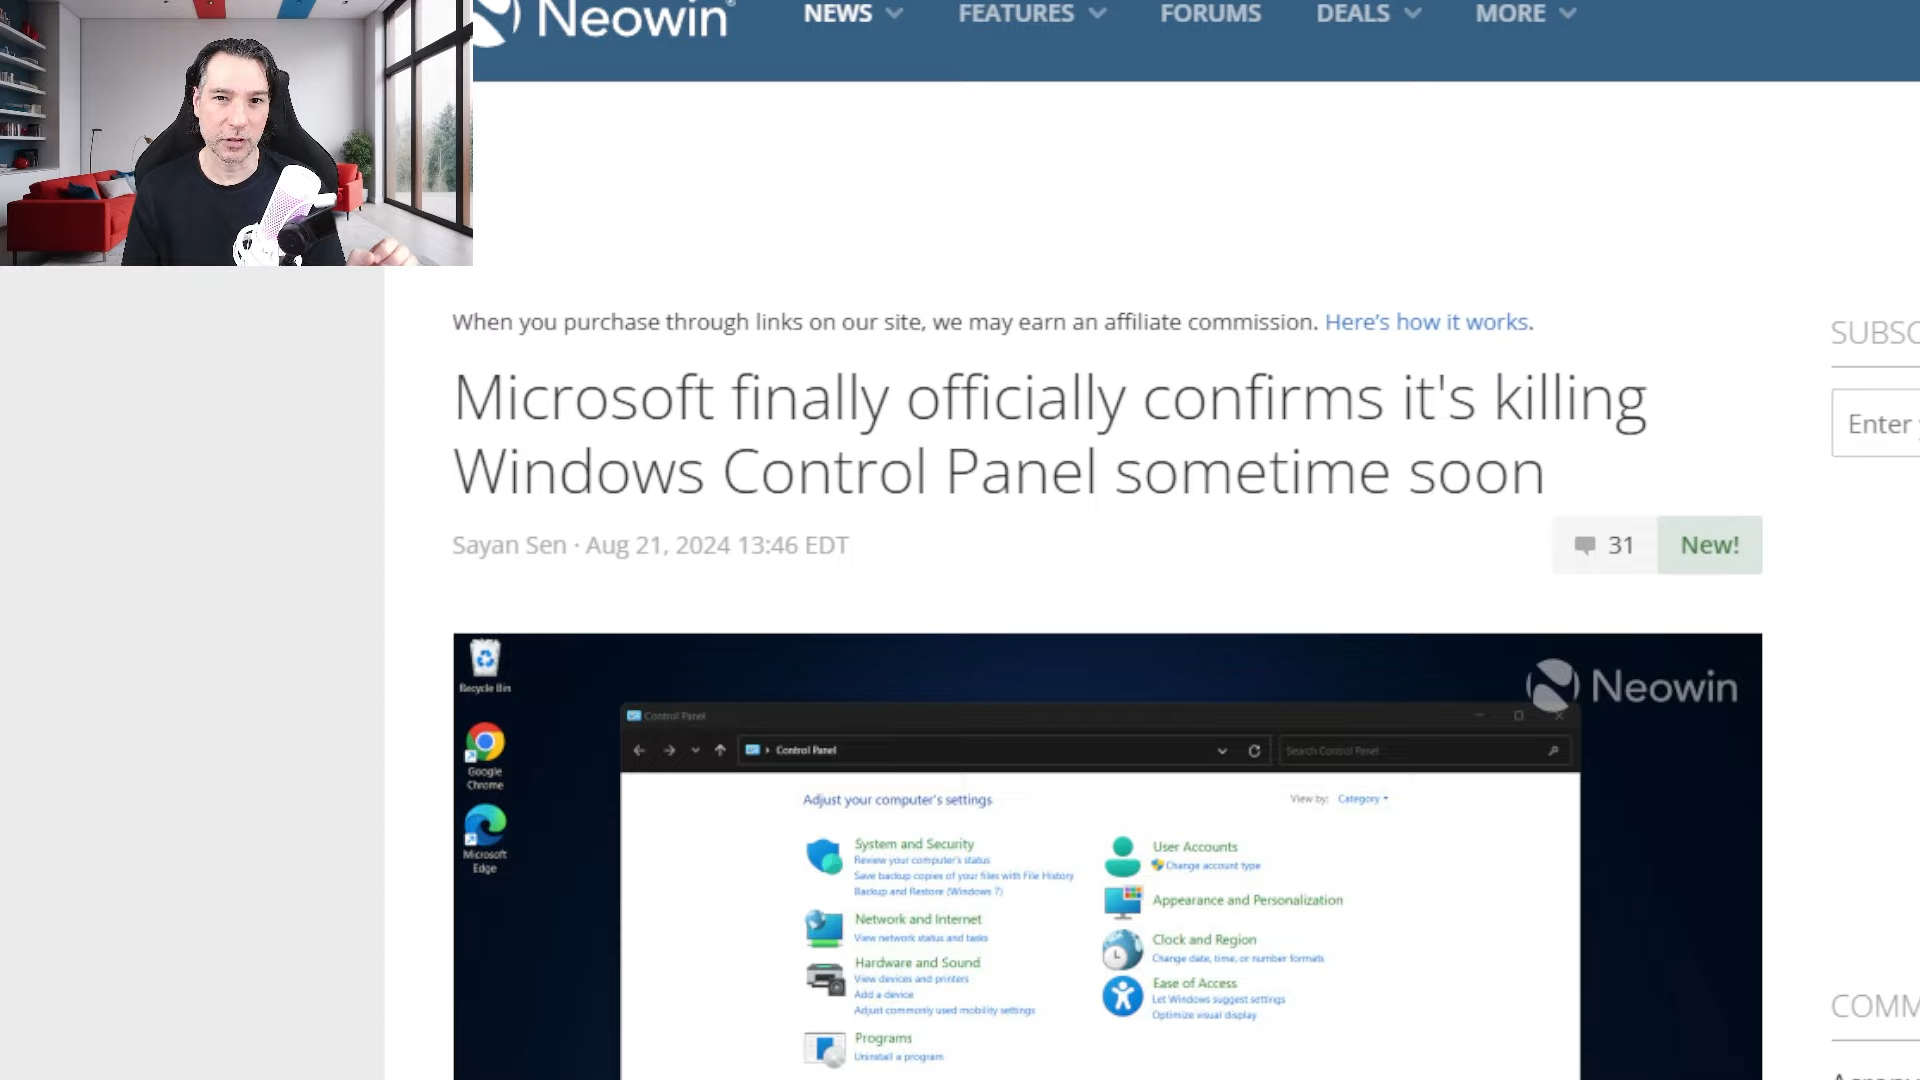 Neowin
NEWS
FEATURES
FORUMS
DEALS
MORE
When you purchase through links on our site, we may earn an affiliate commission. Here's how it works.
Microsoft finally officially confirms it's killing
Windows Control Panel sometime soon
Sayan Sen · Aug 21, 2024 13:46 EDT
31
New!
SUBSC
Enter
Recycle Bin
Google
Chrome
Microsoft
Edge
Neowin
Control Panel
Control Panel
Search Control Panel
Adjust your computer's settings
View by: Category
System and Security
Review your computer's status
Save backup copies of your files with File History
Backup and Restore (Windows 7)
Network and Internet
View network status and tasks
Hardware and Sound
View devices and printers
Add a device
Adjust commonly used mobility settings
Programs
Uninstall a program
User Accounts
Change account type
Appearance and Personalization
Clock and Region
Change date, time, or number formats
Ease of Access
Let Windows suggest settings
Optimize visual display
COMM